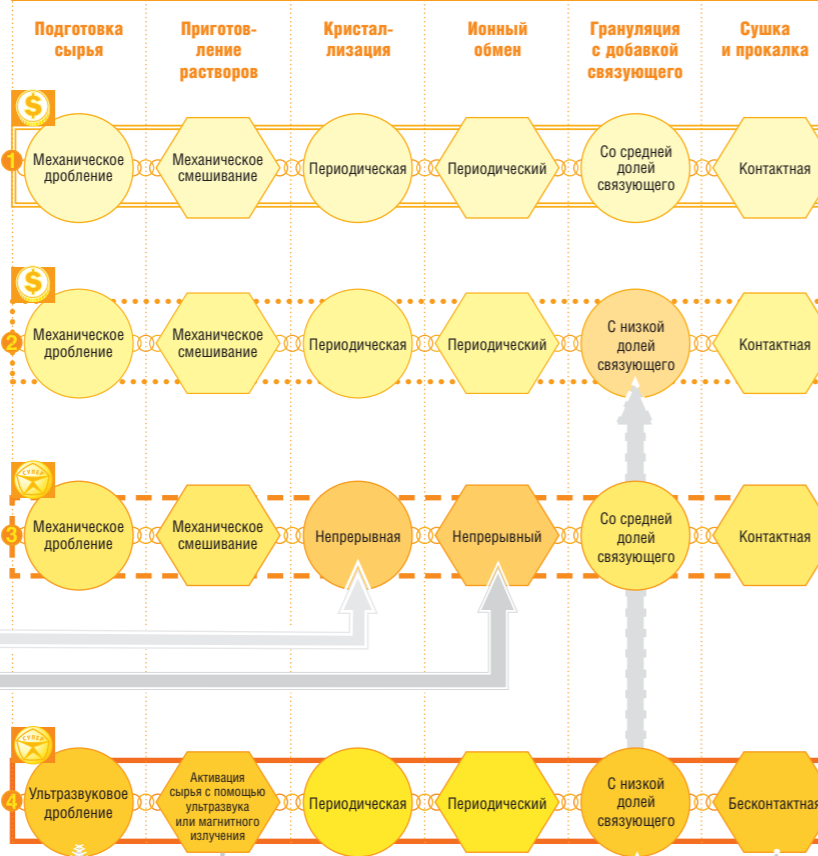 Подготовка
сырья
Приготов-
ление
растворов
Кристал-
лизация
Ионный
обмен
Грануляция
с добавкой
связующего
Сушка
и прокалка
$
1
Механическое
дробление
Механическое
смешивание
Периодическая
Периодический
Со средней
долей
связующего
Контактная
$
2
Механическое
дробление
Механическое
смешивание
Периодическая
Периодический
С низкой
долей
связующего
Контактная
СУПЕР
3
Механическое
дробление
Механическое
смешивание
Непрерывная
Непрерывный
Со средней
долей
связующего
Контактная
СУПЕР
4
Ультразвуковое
дробление
Активация
сырья с помощью
ультразвука
или магнитного
излучения
Периодическая
Периодический
С низкой
долей
связующего
Бесконтактная